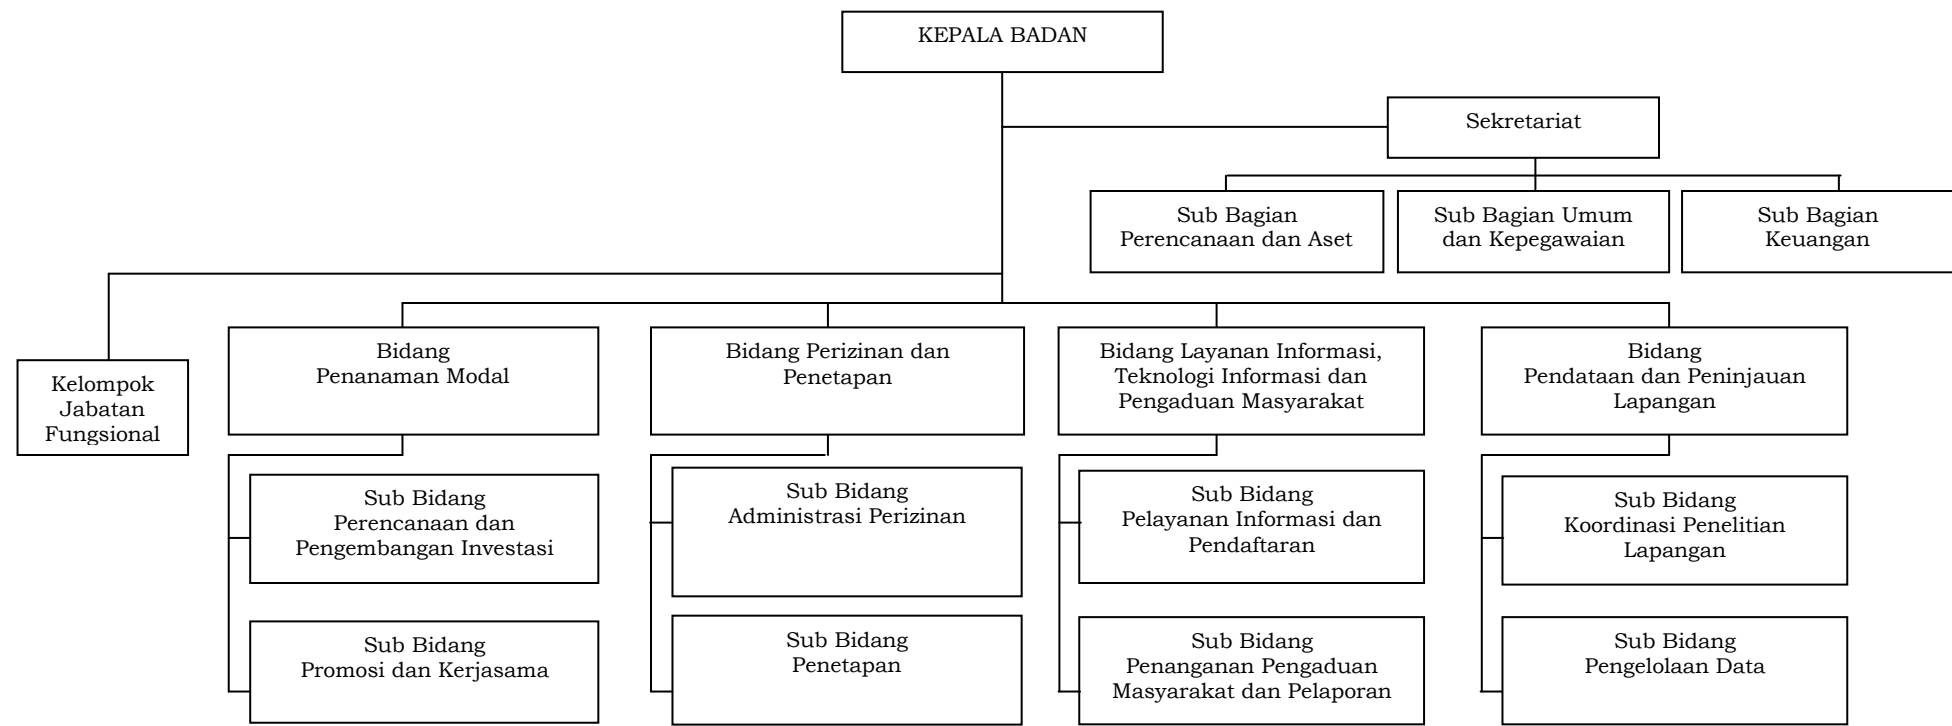 KEPALA BADAN
Sekretariat
Sub Bagian
Perencanaan dan Aset
Sub Bagian Umum
dan Kepegawaian
Sub Bagian
Keuangan
Kelompok
Jabatan
Fungsional
Bidang
Penanaman Modal
Bidang Perizinan dan
Penetapan
Bidang Layanan Informasi,
Teknologi Informasi dan
Pengaduan Masyarakat
Bidang
Pendataan dan Peninjauan
Lapangan
Sub Bidang
Perencanaan dan
Pengembangan Investasi
Sub Bidang
Administrasi Perizinan
Sub Bidang
Pelayanan Informasi dan
Pendaftaran
Sub Bidang
Koordinasi Penelitian
Lapangan
Sub Bidang
Promosi dan Kerjasama
Sub Bidang
Penetapan
Sub Bidang
Penanganan Pengaduan
Masyarakat dan Pelaporan
Sub Bidang
Pengelolaan Data